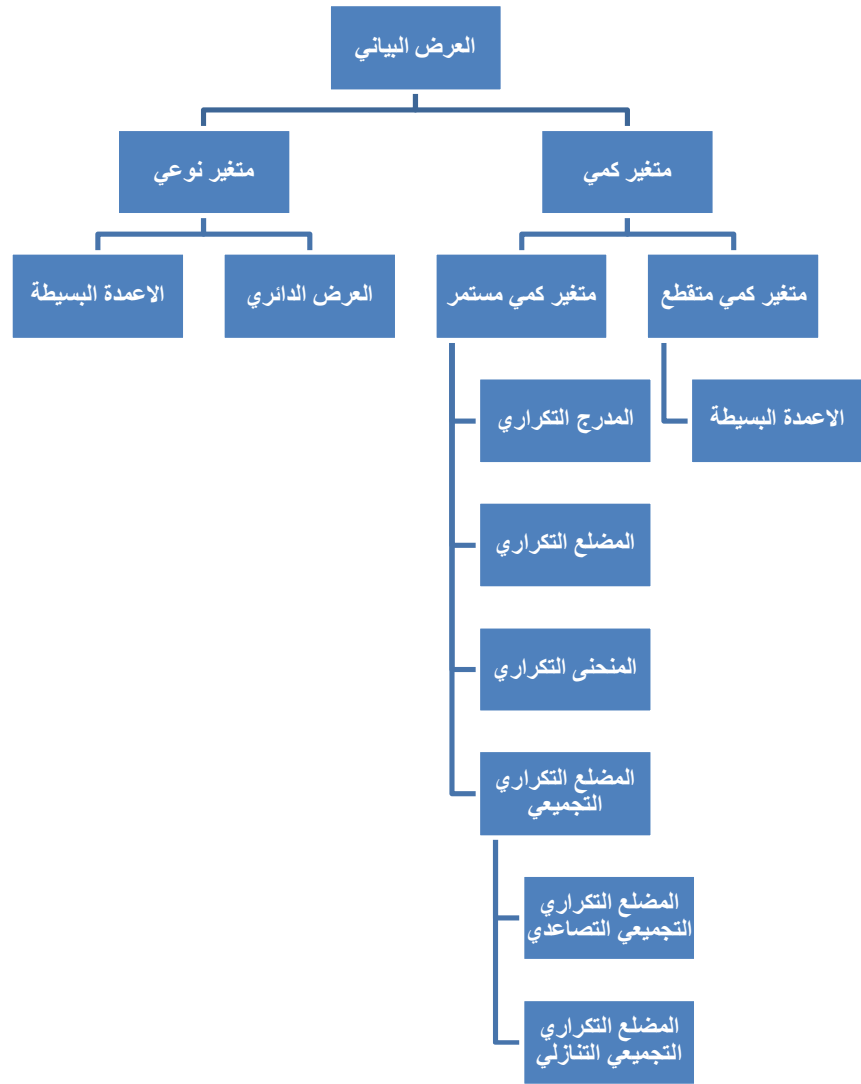 العرض البياني
متغير كمي
متغير نوعي
متغير كمي متقطع
متغير كمي مستمر
العرض الدائري
الاعمدة البسيطة
الاعمدة البسيطة
المدرج التكراري
المضلع التكراري
المنحنى التكراري
المضلع التكراري
التجميعي
المضلع التكراري
التجميعي التصاعدي
المضلع التكراري
التجميعي التنازلي